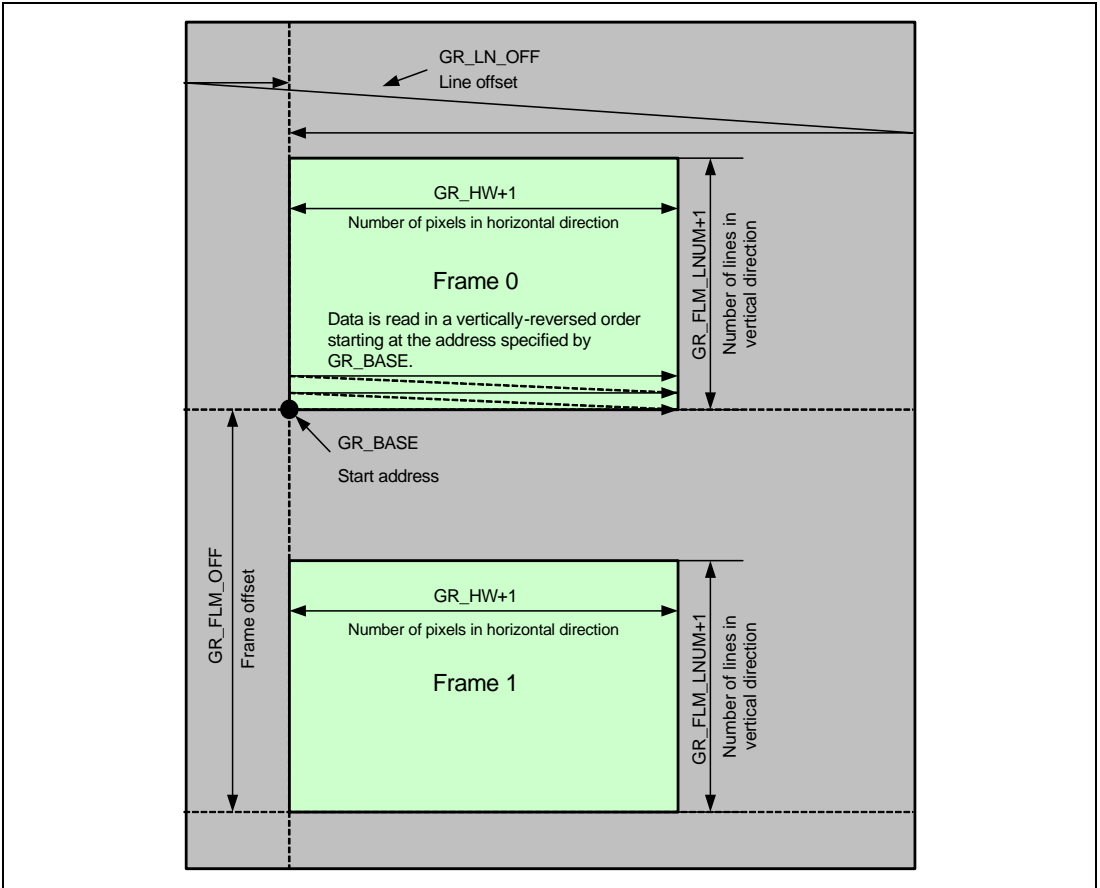 GR_LN_OFF
Line offset
GR_HW+1
Number of pixels in horizontal direction
Frame 0
Data is read in a vertically-reversed order
starting at the address specified by
GR_BASE.
GR_FLM_LNUM+1
Number of lines in
vertical direction
GR_BASE
Start address
GR_FLM_OFF
Frame offset
GR_HW+1
Number of pixels in horizontal direction
Frame 1
GR_FLM_LNUM+1
Number of lines in
vertical direction